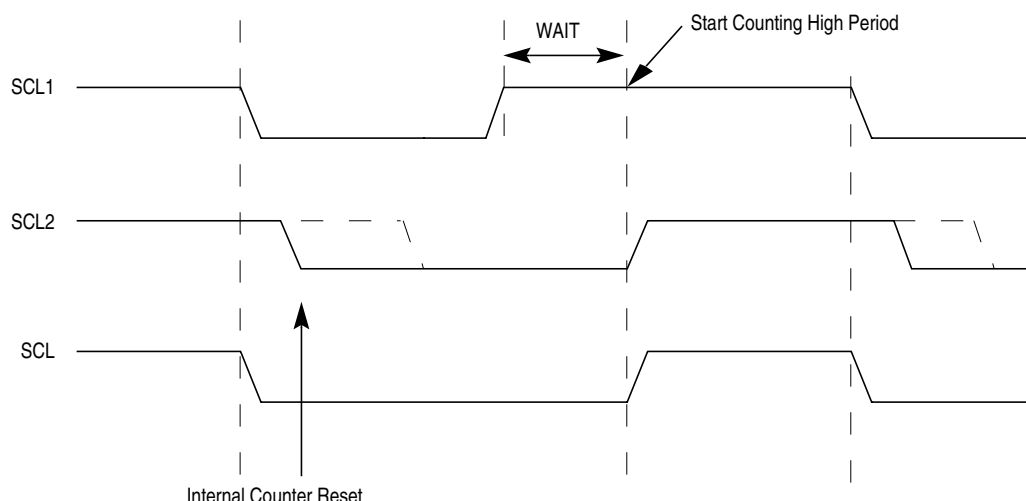 Start Counting High Period
WAIT
SCL1
SCL2
SCL
Internal Counter Reset